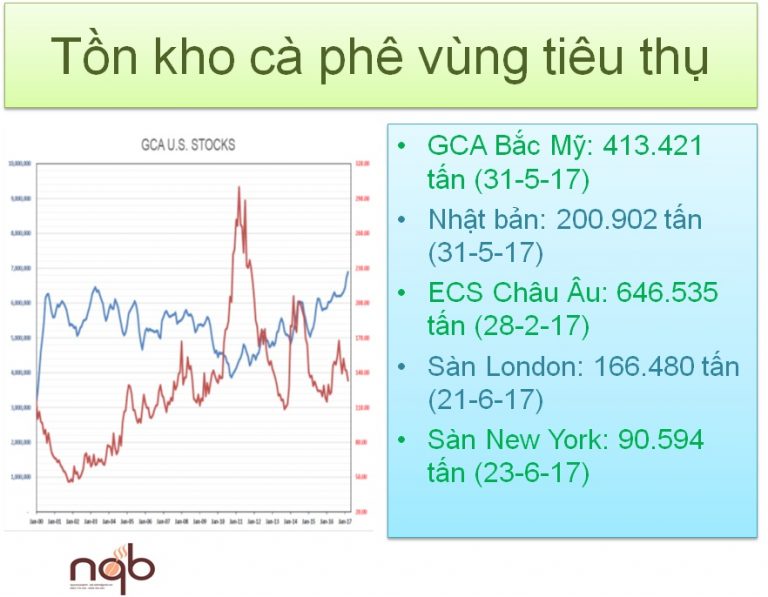 Tồn kho cà phê vùng tiêu thụ
GCA U.S. STOCKS
10,000,000
9,000,000
8,000,000
7,000,000
6,000,000
5,000,000
4,000,000
3,000,000
2,000,000
1,000,000
320.00
290.00
260.00
230.00
200.00
170.00
140.00
110.00
80.00
50.00
20.00
Jan-00 Jan-01 Jan-02 Jan-03 Jan-04 Jan-05 Jan-06 Jan-07 Jan-08 Jan-09 Jan-10 Jan-11 Jan-12 Jan-13 Jan-14 Jan-15 Jan-16 Jan-17
• GCA Bắc Mỹ: 413.421
tấn (31-5-17)
• Nhật bản: 200.902 tấn
(31-5-17)
• ECS Châu Âu: 646.535
tấn (28-2-17)
• Sàn London: 166.480 tấn
(21-6-17)
• Sàn New York: 90.594
tấn (23-6-17)
nqb